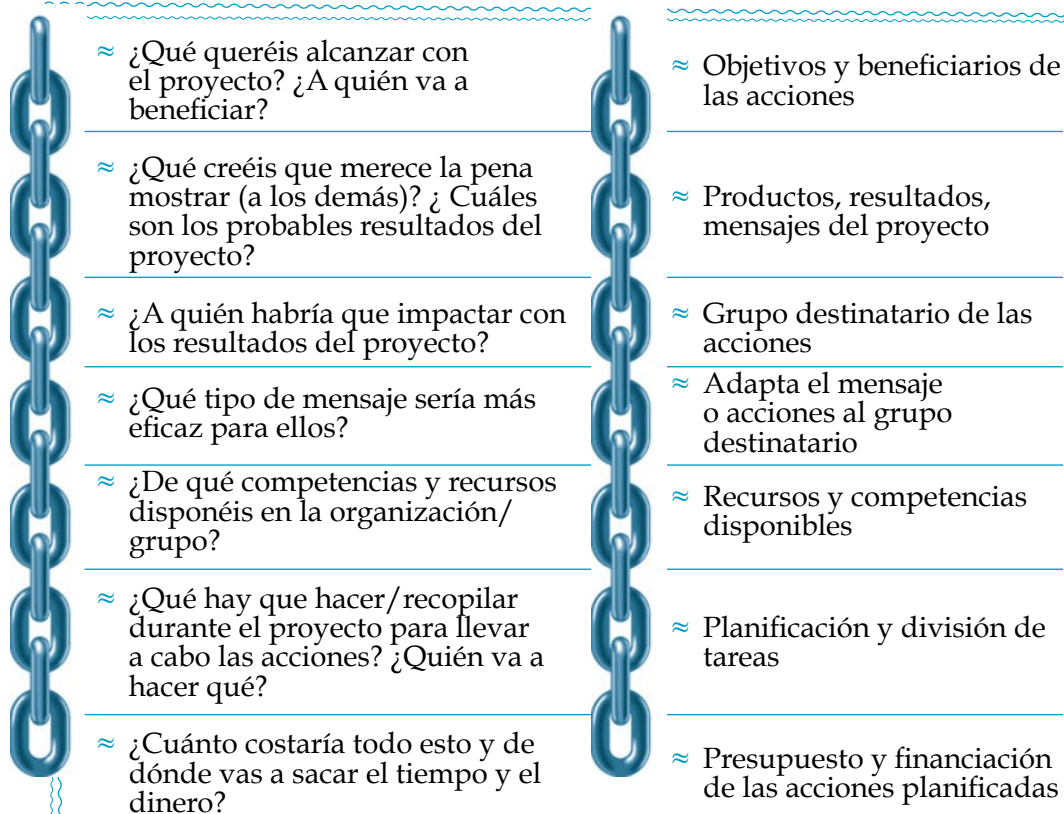 ≈ ¿Qué queréis alcanzar con
el proyecto? ¿A quién va a
beneficiar?
≈ Objetivos y beneficiarios de
las acciones
≈ ¿Qué creéis que merece la pena
mostrar (a los demás)? ¿ Cuáles
son los probables resultados del
proyecto?
≈ Productos, resultados,
mensajes del proyecto
≈ ¿A quién habría que impactar con
los resultados del proyecto?
≈ Grupo destinatario de las
acciones
≈ ¿Qué tipo de mensaje sería más
eficaz para ellos?
≈ Adapta el mensaje
o acciones al grupo
destinatario
≈ ¿De qué competencias y recursos
disponéis en la organización/
grupo?
≈ Recursos y competencias
disponibles
≈ ¿Qué hay que hacer/recopilar
durante el proyecto para llevar
a cabo las acciones? ¿Quién va a
hacer qué?
≈ Planificación y división de
tareas
≈ ¿Cuánto costaría todo esto y de
dónde vas a sacar el tiempo y el
dinero?
≈ Presupuesto y financiación
de las acciones planificadas